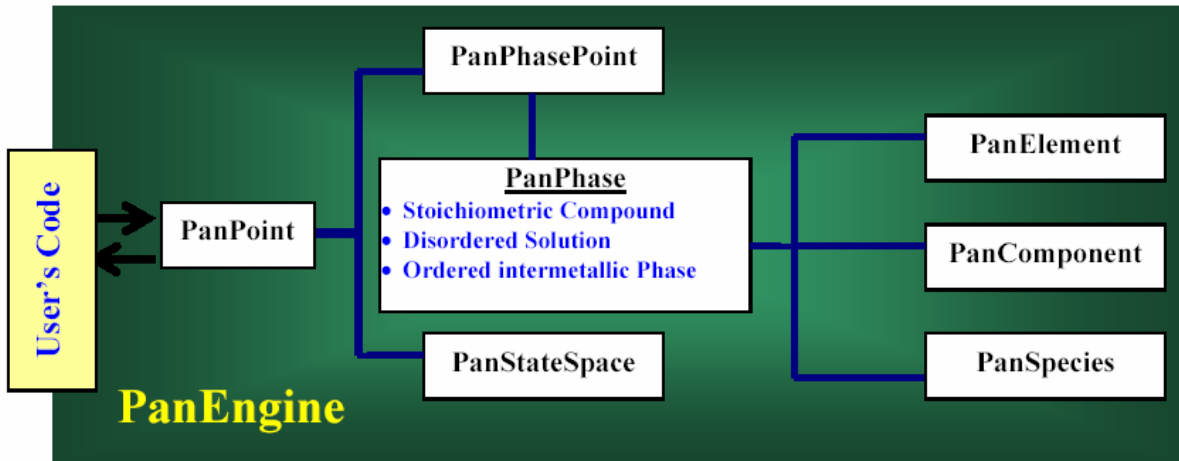 PanPhasePoint
PanElement
PanPhase
• Stoichiometric Compound
• Disordered Solution
• Ordered intermetallic Phase
User's Code
PanPoint
PanComponent
PanStateSpace
PanSpecies
PanEngine